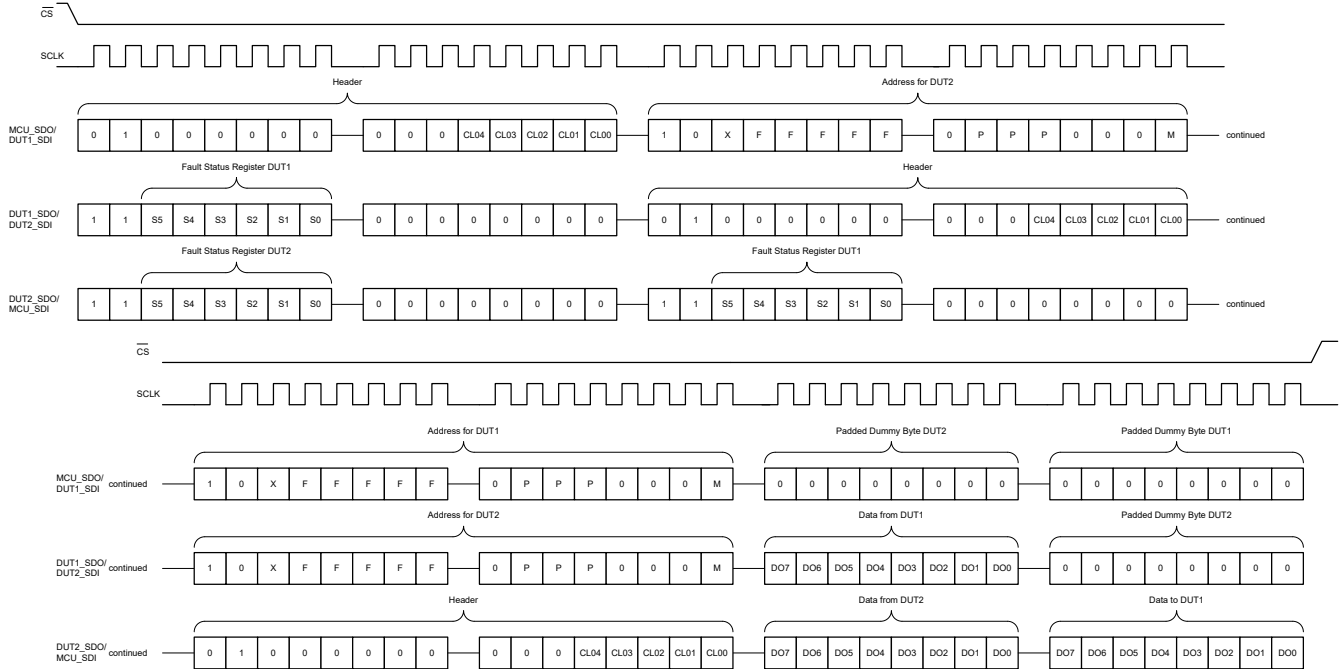 CS
SCLK
Header Address for DUT2
MCU_SDO/
DUT1_SDI
0 1 0 0 0 0 0 0 0 0 0 CL04 CL03 CL02 CL01 CL00 1 0 X F F F F F 0 P P P 0 0 0 M continued
Fault Status Register DUT1 Header
DUT1_SDO/
DUT2_SDI
1 1 S5 S4 S3 S2 S1 S0 0 0 0 0 0 0 0 0 0 1 0 0 0 0 0 0 0 0 0 CL04 CL03 CL02 CL01 CL00 continued
Fault Status Register DUT2 Fault Status Register DUT1
DUT2_SDO/
MCU_SDI
1 1 S5 S4 S3 S2 S1 S0 0 0 0 0 0 0 0 0 1 1 S5 S4 S3 S2 S1 S0 0 0 0 0 0 0 0 0 continued
CS
SCLK
Address for DUT1 Padded Dummy Byte DUT2 Padded Dummy Byte DUT1
MCU_SDO/
DUT1_SDI
continued 1 0 X F F F F F 0 P P P 0 0 0 M 0 0 0 0 0 0 0 0 0 0 0 0 0 0 0 0
Address for DUT2 Data from DUT1 Padded Dummy Byte DUT2
DUT1_SDO/
DUT2_SDI
continued 1 0 X F F F F F 0 P P P 0 0 0 M DO7 DO6 DO5 DO4 DO3 DO2 DO1 DO0 0 0 0 0 0 0 0 0
Header Data from DUT2 Data to DUT1
DUT2_SDO/
MCU_SDI
continued 0 1 0 0 0 0 0 0 0 0 0 CL04 CL03 CL02 CL01 CL00 DO7 DO6 DO5 DO4 DO3 DO2 DO1 DO0 DO7 DO6 DO5 DO4 DO3 DO2 DO1 DO0